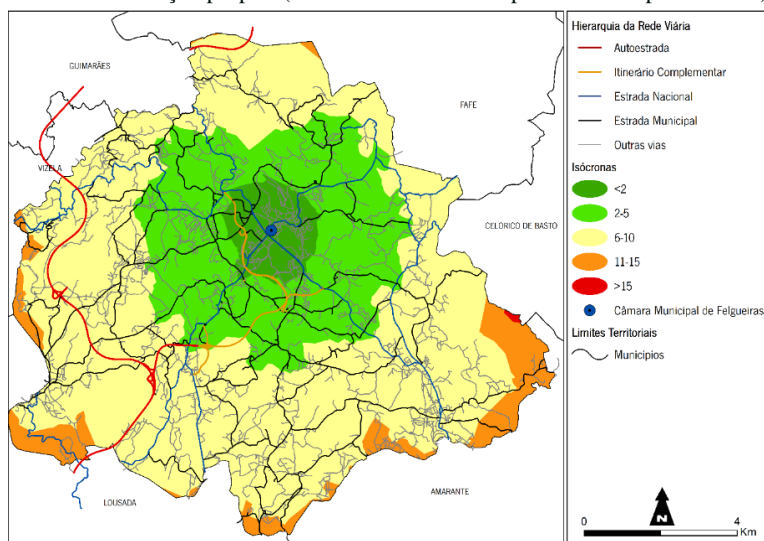 GUIMARÃES
FAFE
VIZELA
CELORICO DE BASTO
AMARANTE
LOUSADA
Hierarquia da Rede Viária
Autoestrada
Itinerário Complementar
Estrada Nacional
Estrada Municipal
Outras vias
Isócronas
<2
2-5
6-10
11-15
>15
Câmara Municipal de Felgueiras
Limites Territoriais
Municipios
N
0 4
Km